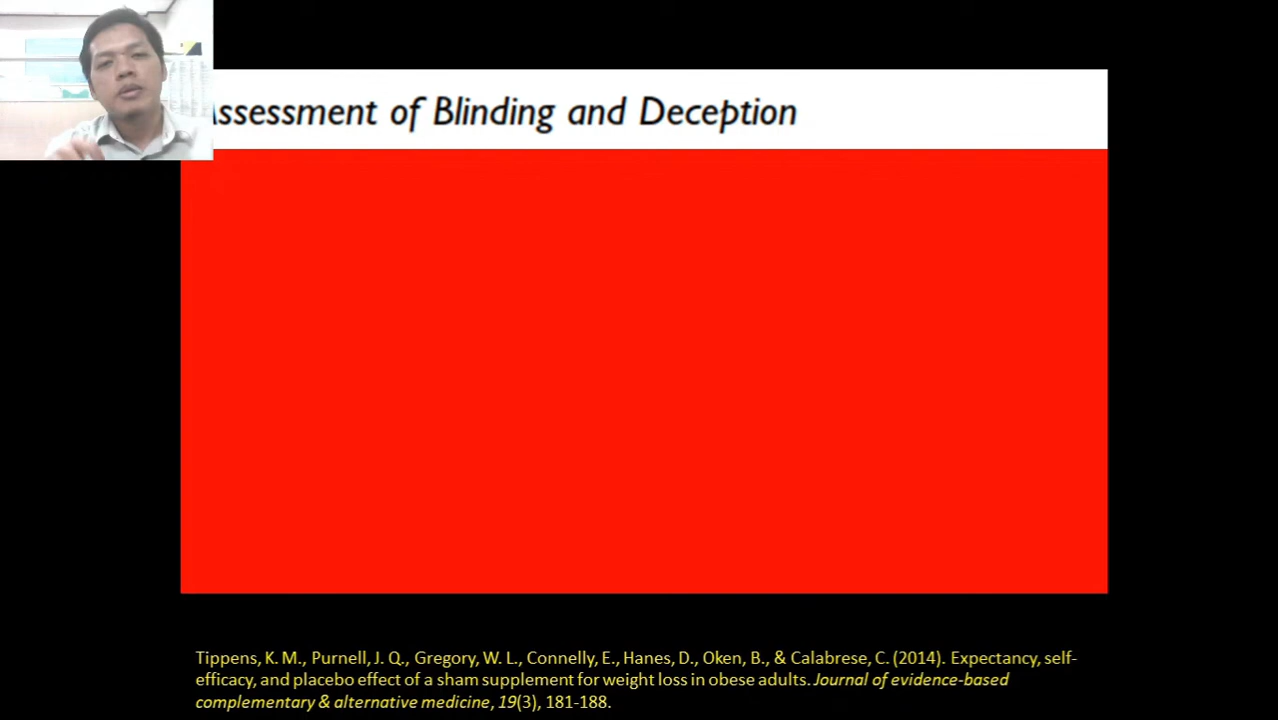 Assessment of Blinding and Deception
Tippens, K. M., Purnell, J. Q., Gregory, W. L., Connelly, E., Hanes, D., Oken, B., & Calabrese, C. (2014). Expectancy, self-
efficacy, and placebo effect of a sham supplement for weight loss in obese adults. Journal of evidence-based
complementary & alternative medicine, 19(3), 181-188.